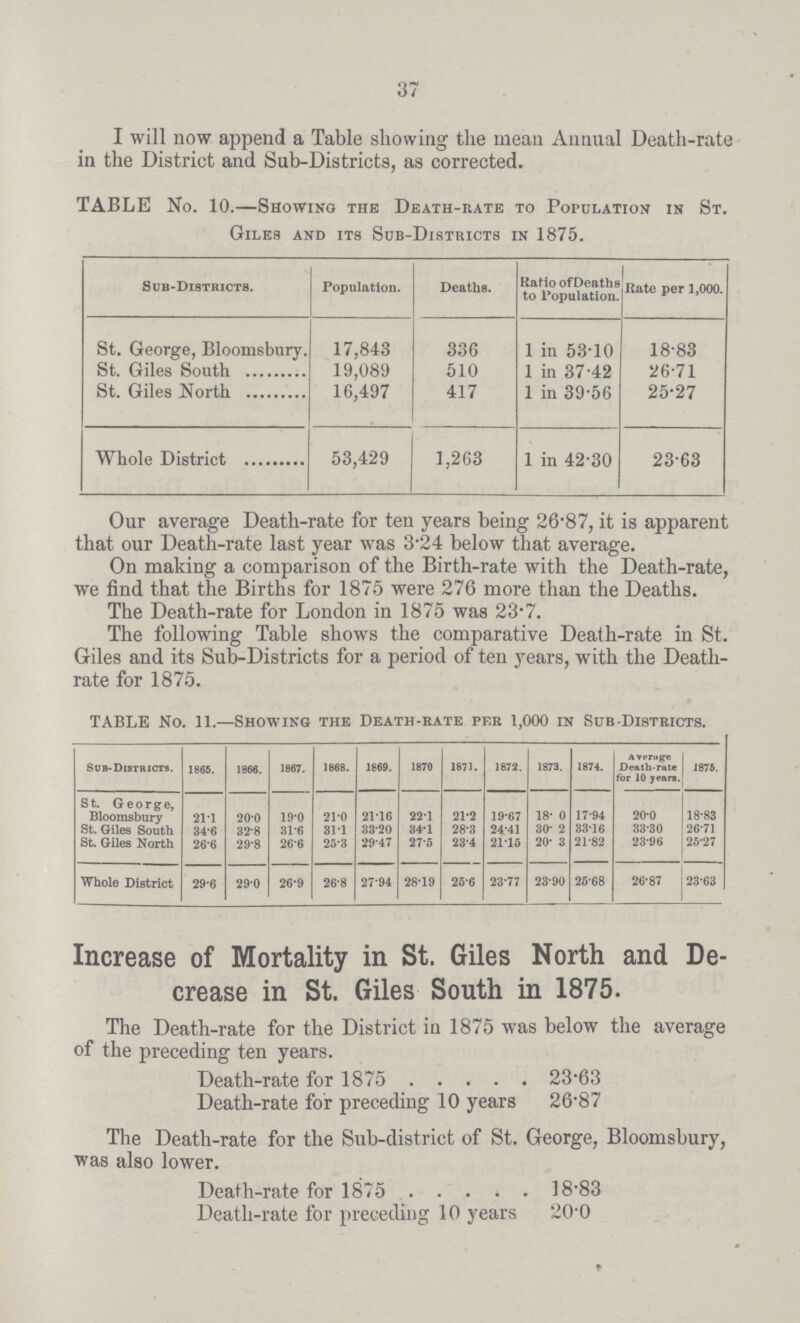 37
I will now append a Table showing the mean Annual Death-rate
in the District and Sub-Districts, as corrected.
TABLE No. 10.—Showing the Death-rate to Population in St.
Giles and its Sub-Districts in 1875.
Sub-Districts. Population. Deaths. Ratio of Deaths to Population. Rate per 1,000.
St. George, Bloomsbury. 17,843 336 1 in 53·10 18·83
St. Giles South ......... 19,089 510 1 in 37·42 26·71
St. Giles North ......... 16,497 417 1 in 39·56 25·27
Whole District ......... 53,429 1,263 1 in 42·30 23·63
Our average Death-rate for ten years being 26·87, it is apparent
that our Death-rate last year was 3·24 below that average.
On making a comparison of the Birth-rate with the Death-rate,
we find that the Births for 1875 were 276 more than the Deaths.
The Death-rate for London in 1875 was 23·7.
The following Table shows the comparative Death-rate in St.
Giles and its Sub-Districts for a period of ten years, with the Death-
rate for 1875.
TABLE No. 11.—Showing the Death-rate per 1,000 in Sub-Districts.
Sub-Districts. 1865. 1866. 1867. 1868. 1869. 1870 1871. 1872. 1873. 1874. Average Death-rate for 10 years. 1875.
St. George,
Bloomsbury 21·1 20·0 19·0 21·0 21·16 22·1 21·2 19·67 18· 0 17·94 20·0 18·83
St. Giles South 34·6 32·8 31·6 31·1 33·20 34·1 28·3 24·41 30· 2 33·16 33·30 26·71
St. Giles North 26·6 29·8 26·6 25·3 29·47 27·5 23·4 21·15 20· 3 21·82 23·96 25·27
Whole District 29·6 29·0 26·9 26·8 27·94 28·19 25·6 23·77 23·90 25·68 26·87 23·63
Increase of Mortality in St. Giles North and De-
crease in St. Giles South in 1875.
The Death-rate for the District in 1875 was below the average
of the preceding ten years.
Death-rate for 1875 . . . . . 23·63
Death-rate for preceding 10 years 26·87
The Death-rate for the Sub-district of St. George, Bloomsbury,
was also lower.
Death-rate for 1875 . . . . . 18·83
Death-rate for preceding 10 years 20·0